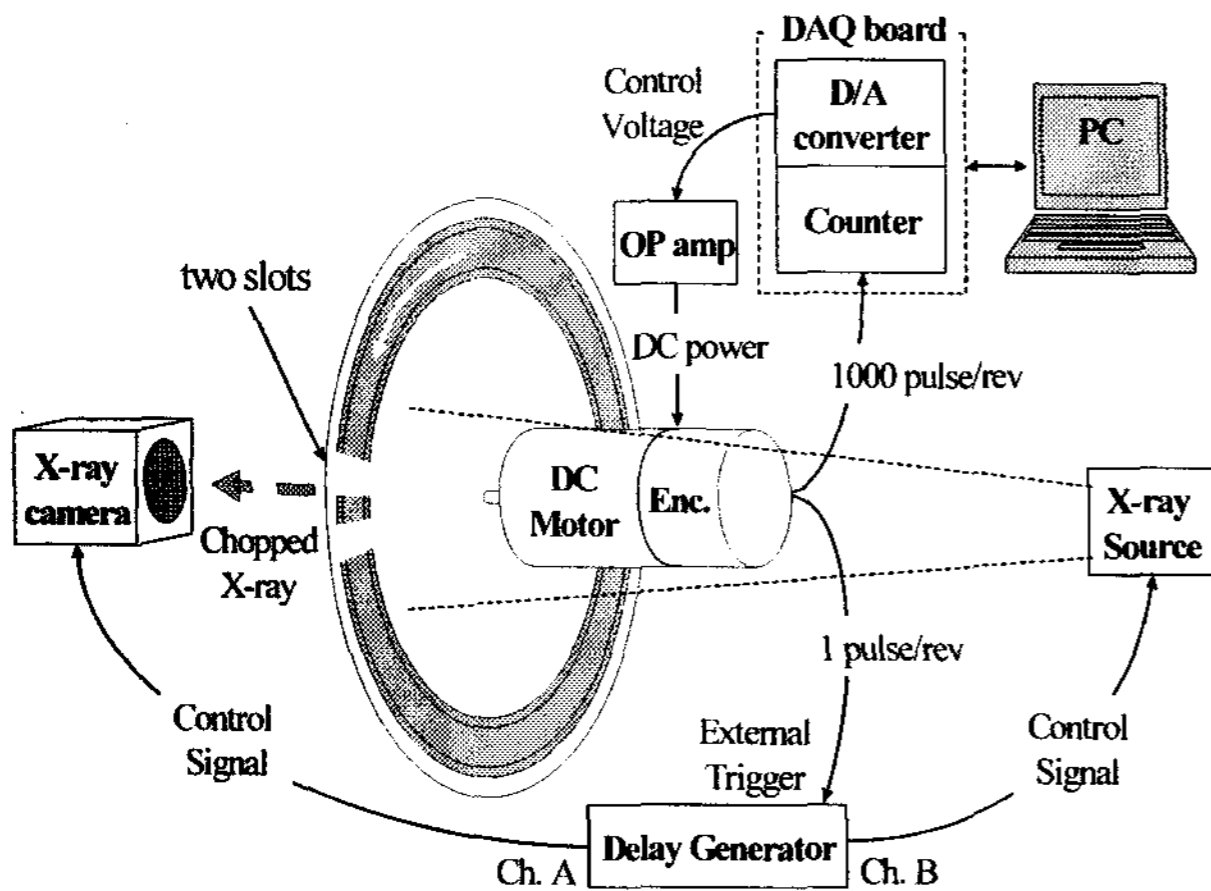 DAQ board
D/A
converter
Counter
PC
Control
Voltage
OP amp
two slots
DC power
1000 pulse/rev
X-ray
camera
Chopped
X-ray
DC
Motor
Enc.
X-ray
Source
1 pulse/rev
Control
Signal
External
Trigger
Control
Signal
Ch. A
Delay Generator
Ch. B